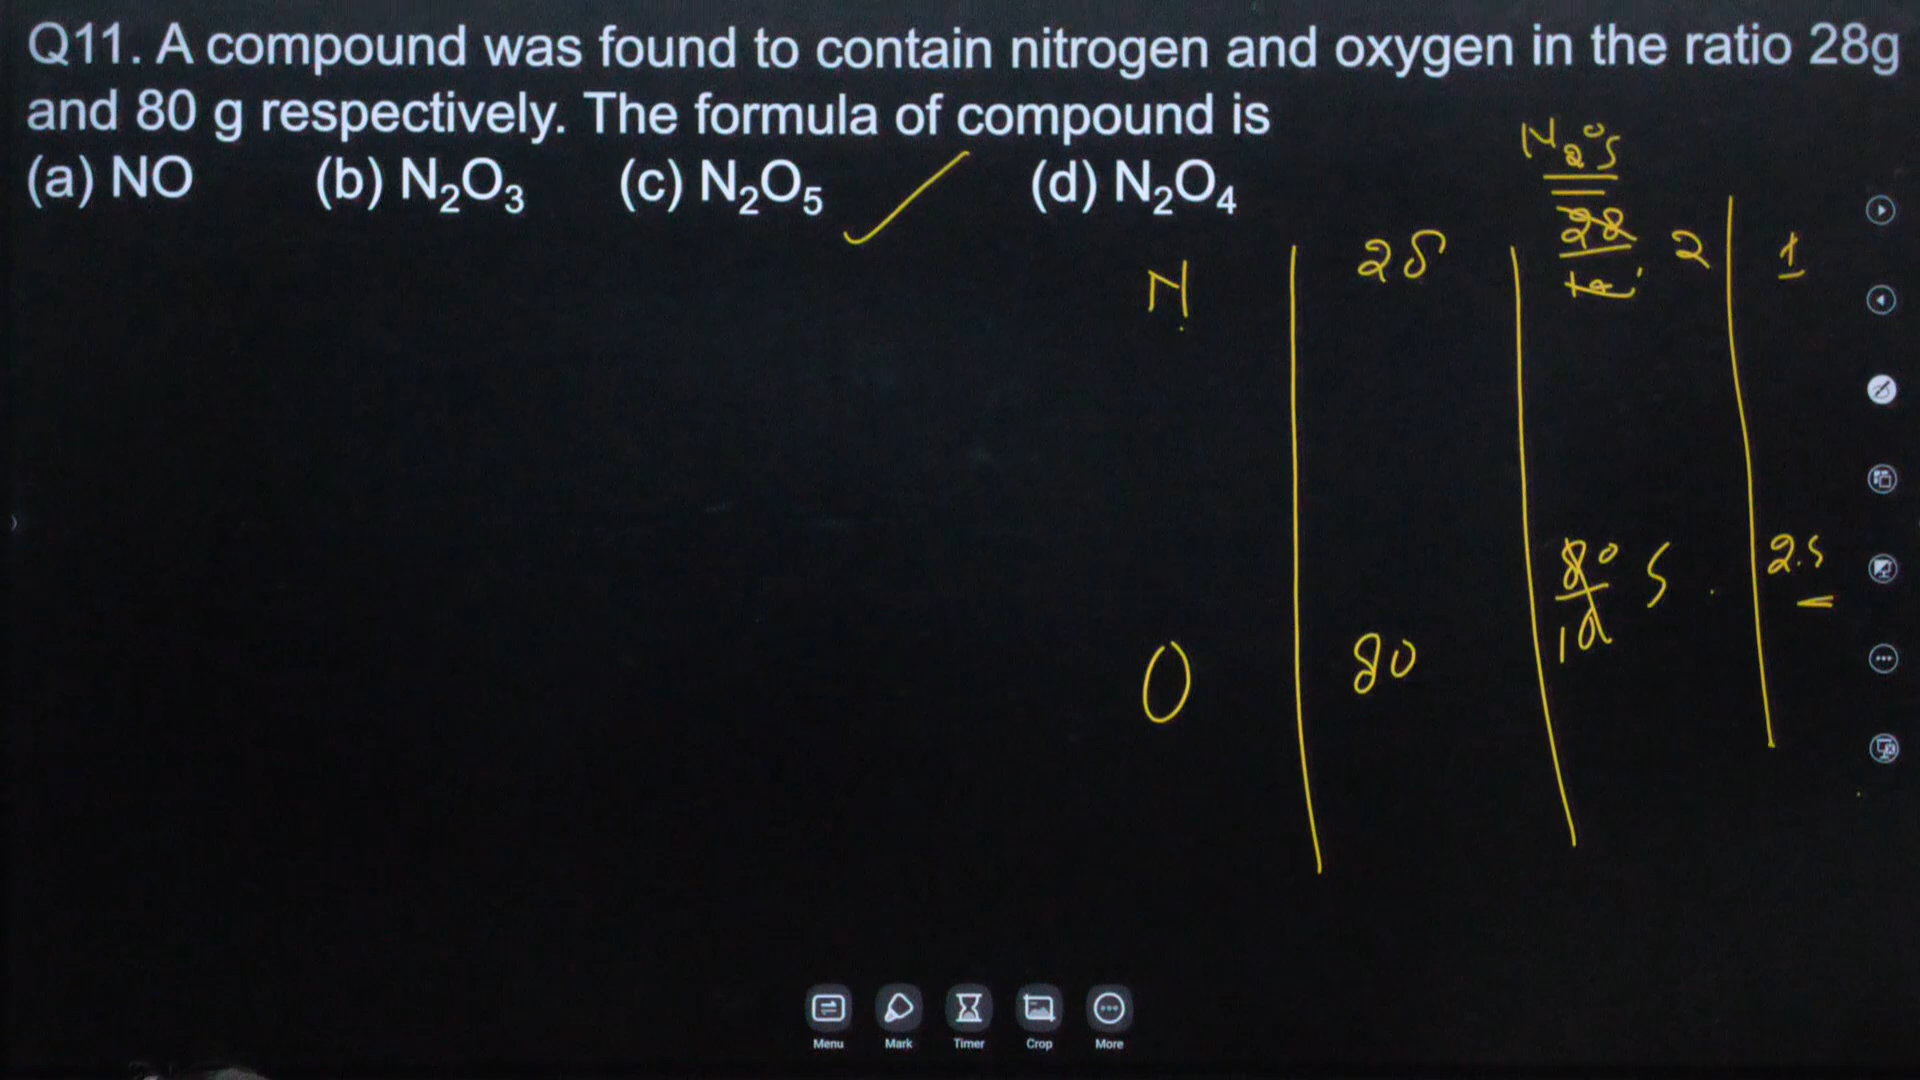 Q11. A compound was found to contain nitrogen and oxygen in the ratio 28g
and 80 g respectively. The formula of compound is
(a) NO (b) N₂O₃ (c) N₂O₅ (d) N₂O₄
N₂O₅
N 28 28 2 1
O 80 80 5 2.5
16
Menu Mark Timer Crop More